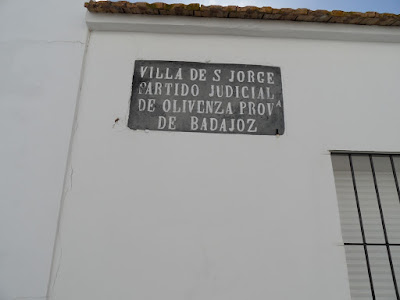 VILLA DE S JORGE
PARTIDO JUDICIAL
DE OLIVENZA PROVᴬ
DE BADAJOZ